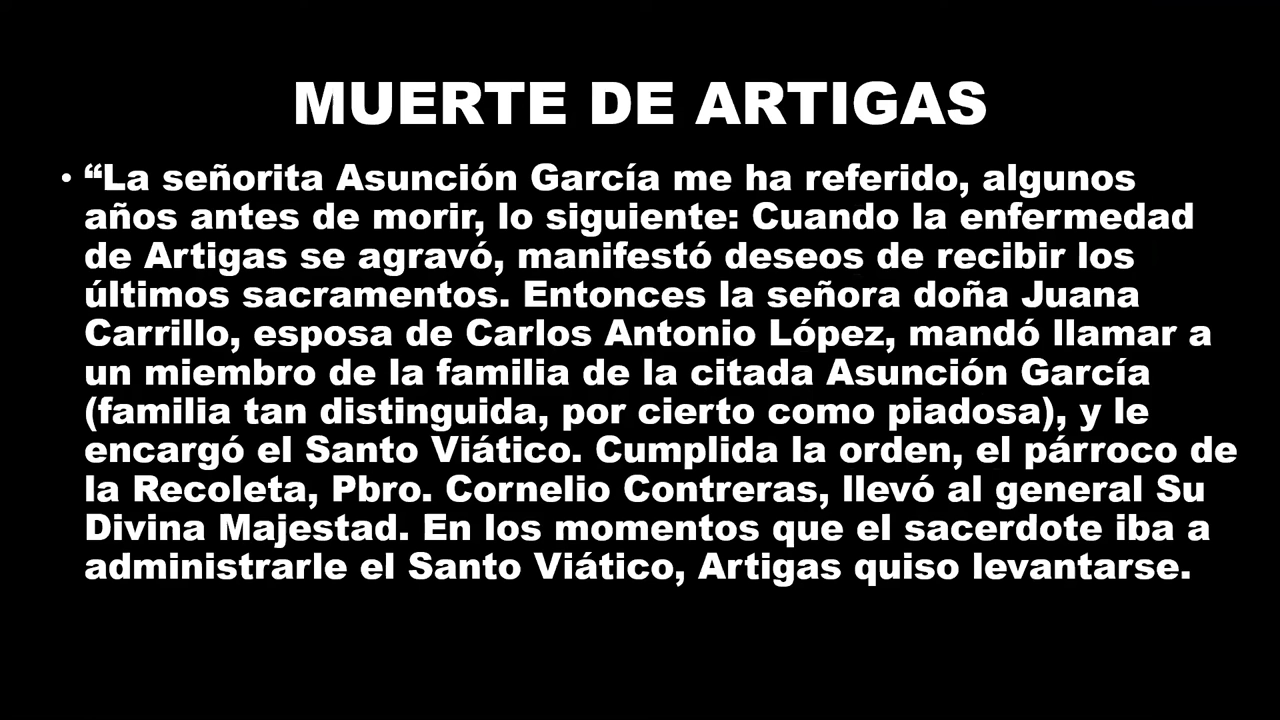 MUERTE DE ARTIGAS
• “La señorita Asunción García me ha referido, algunos
años antes de morir, lo siguiente: Cuando la enfermedad
de Artigas se agravó, manifestó deseos de recibir los
últimos sacramentos. Entonces la señora doña Juana
Carrillo, esposa de Carlos Antonio López, mandó llamar a
un miembro de la familia de la citada Asunción García
(familia tan distinguida, por cierto como piadosa), y le
encargó el Santo Viático. Cumplida la orden, el párroco de
la Recoleta, Pbro. Cornelio Contreras, llevó al general Su
Divina Majestad. En los momentos que el sacerdote iba a
administrarle el Santo Viático, Artigas quiso levantarse.